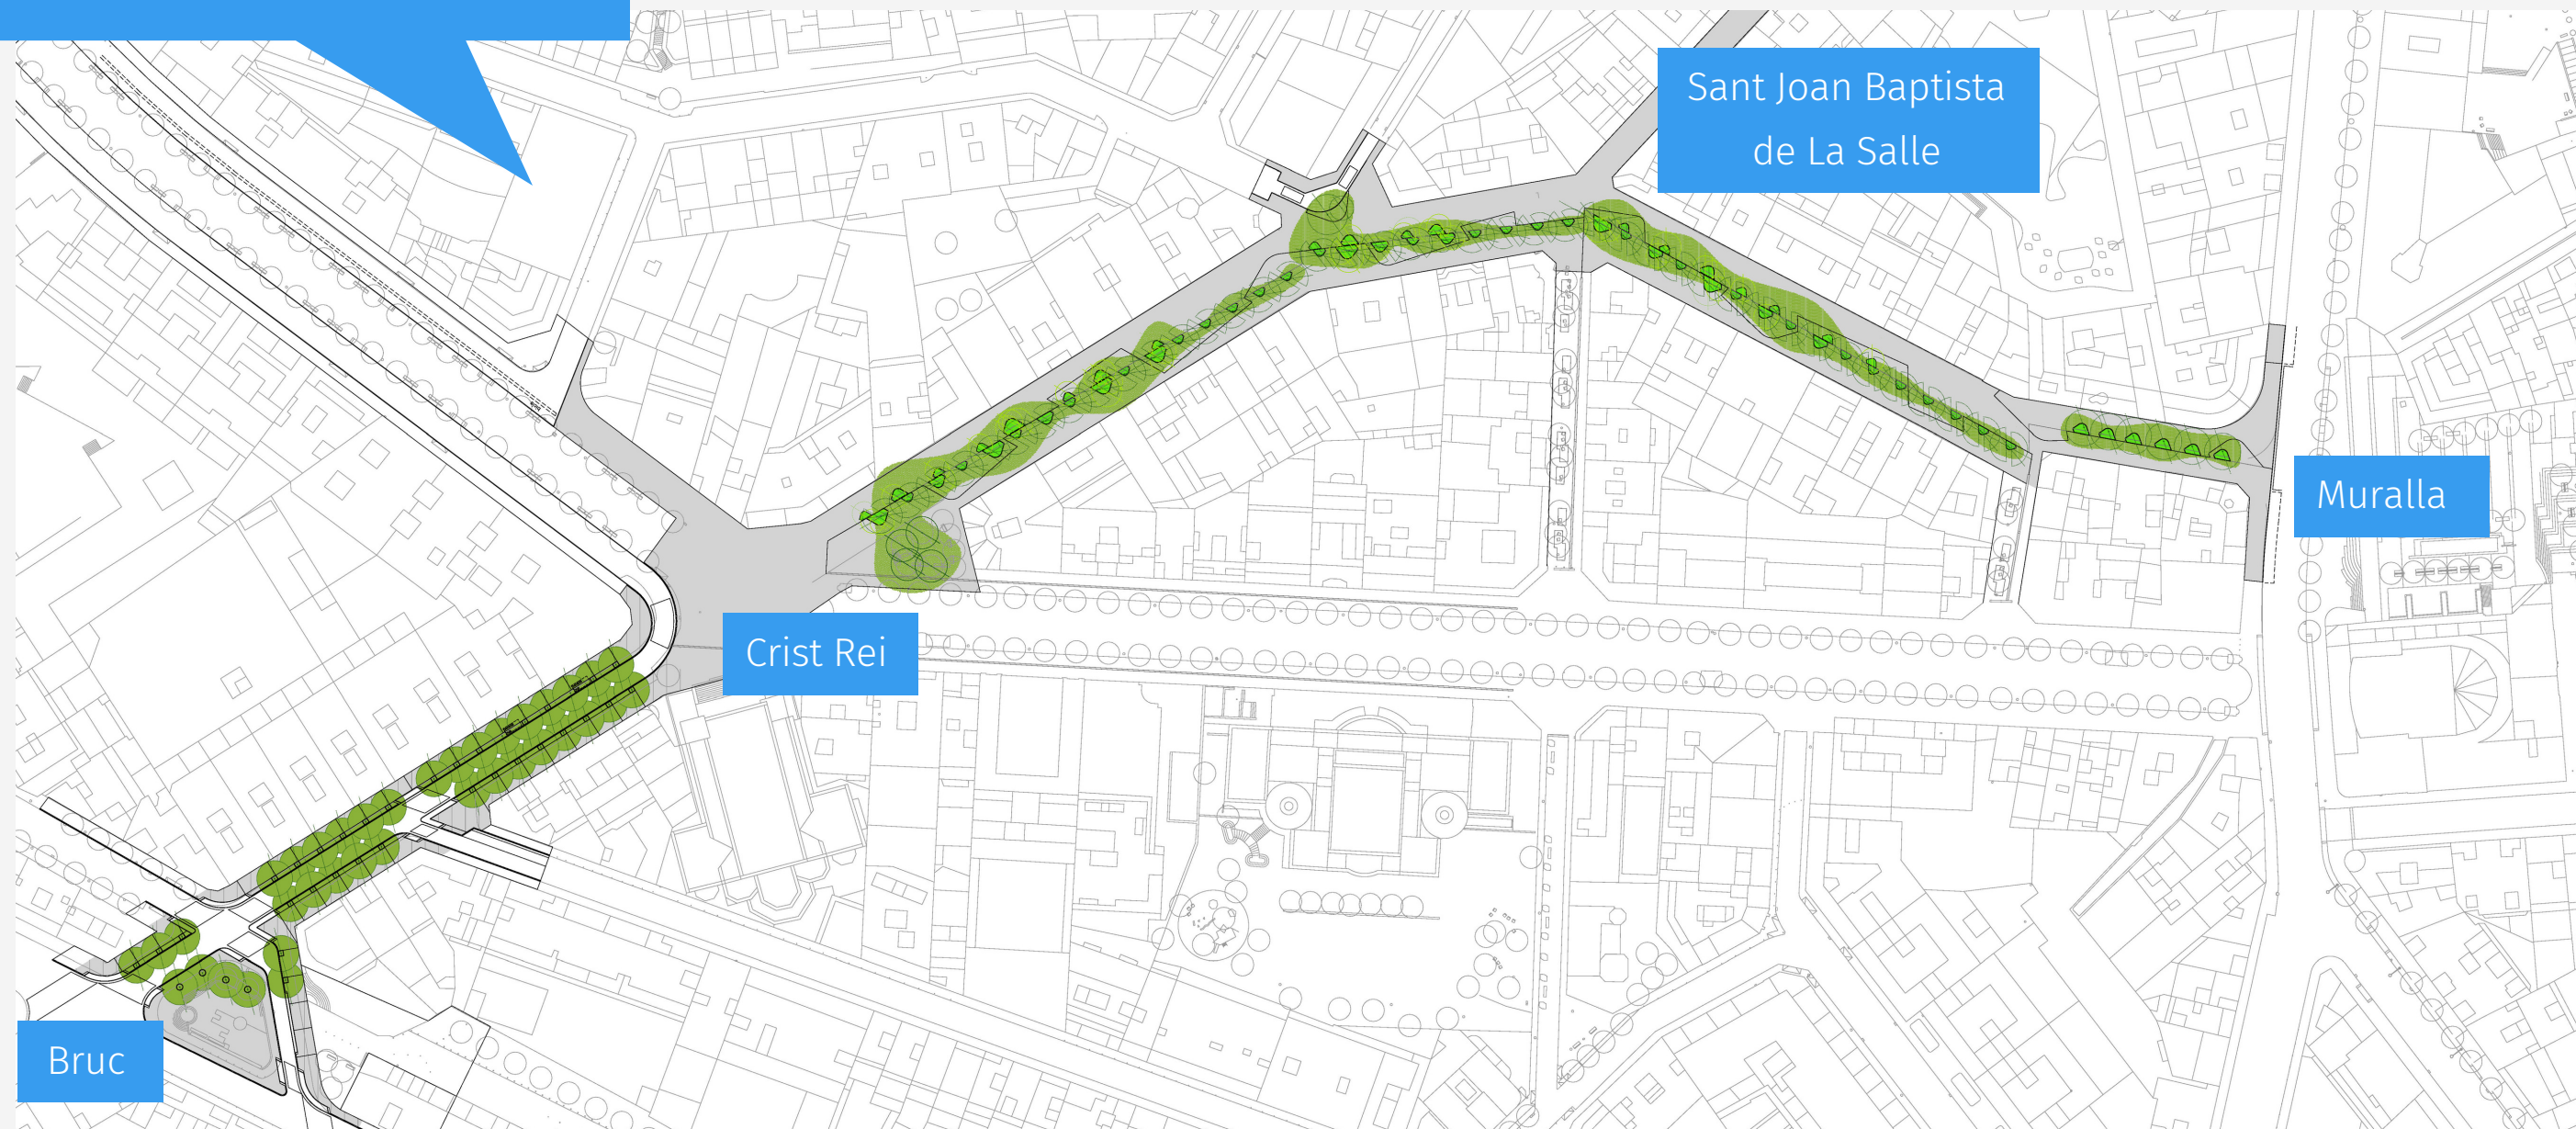 Sant Joan Baptista
de La Salle
Muralla
Crist Rei
Bruc